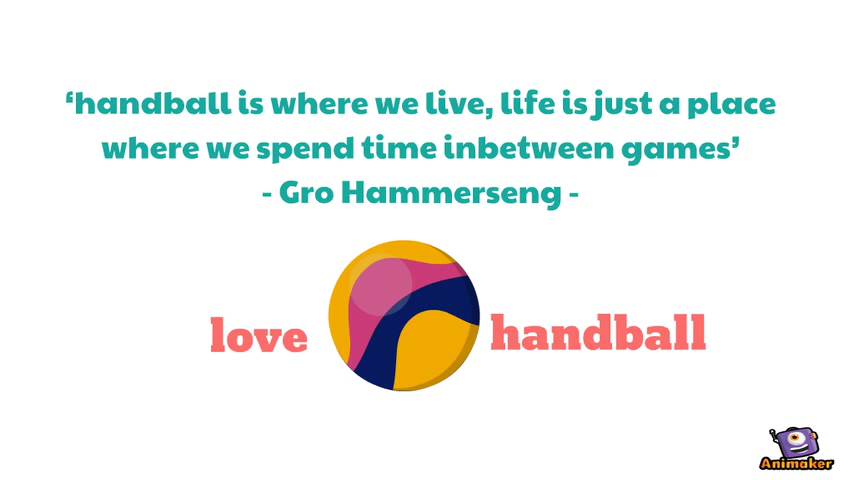 ‘handball is where we live, life is just a place
where we spend time inbetween games’
- Gro Hammerseng -
love handball
Animaker